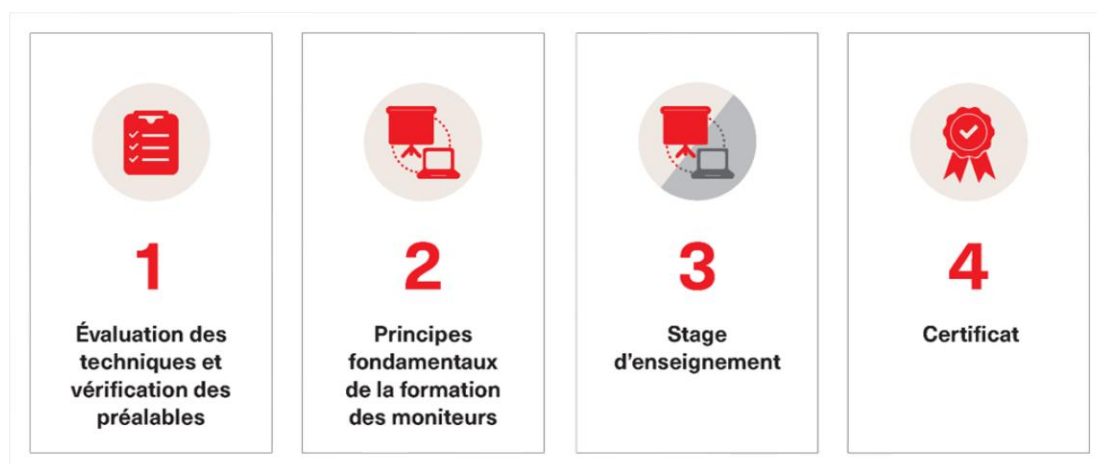 1
Évaluation des
techniques et
vérification des
préalables
2
Principes
fondamentaux
de la formation
des moniteurs
3
Stage
d’enseignement
4
Certificat